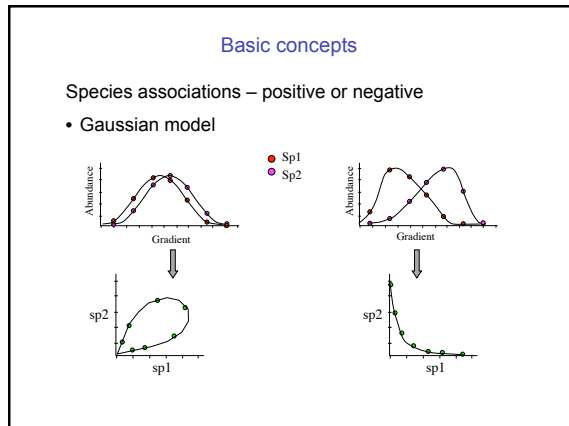 Basic concepts
Species associations – positive or negative
• Gaussian model
Sp1
Sp2
Abundance
Gradient
Abundance
Gradient
sp2
sp1
sp2
sp1